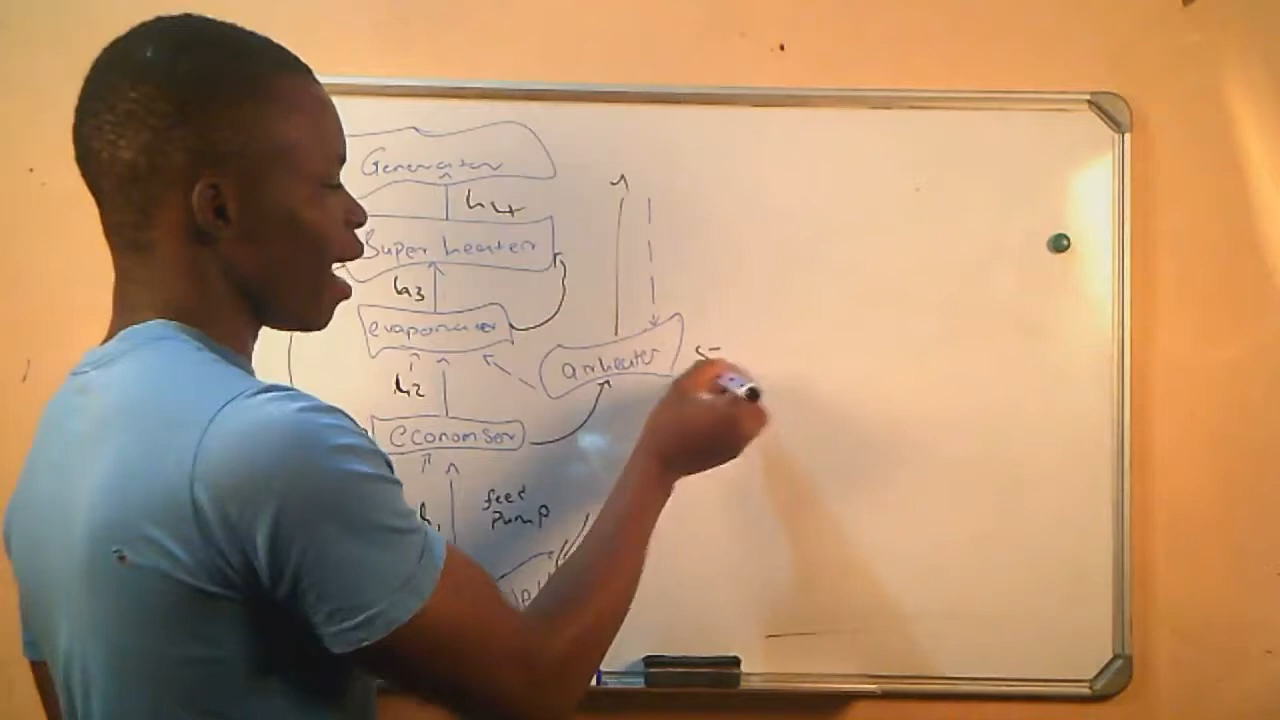 Generator
h4
Super heater
h3
evaporator
airheater
h2
economiser
h1
feed
Pump